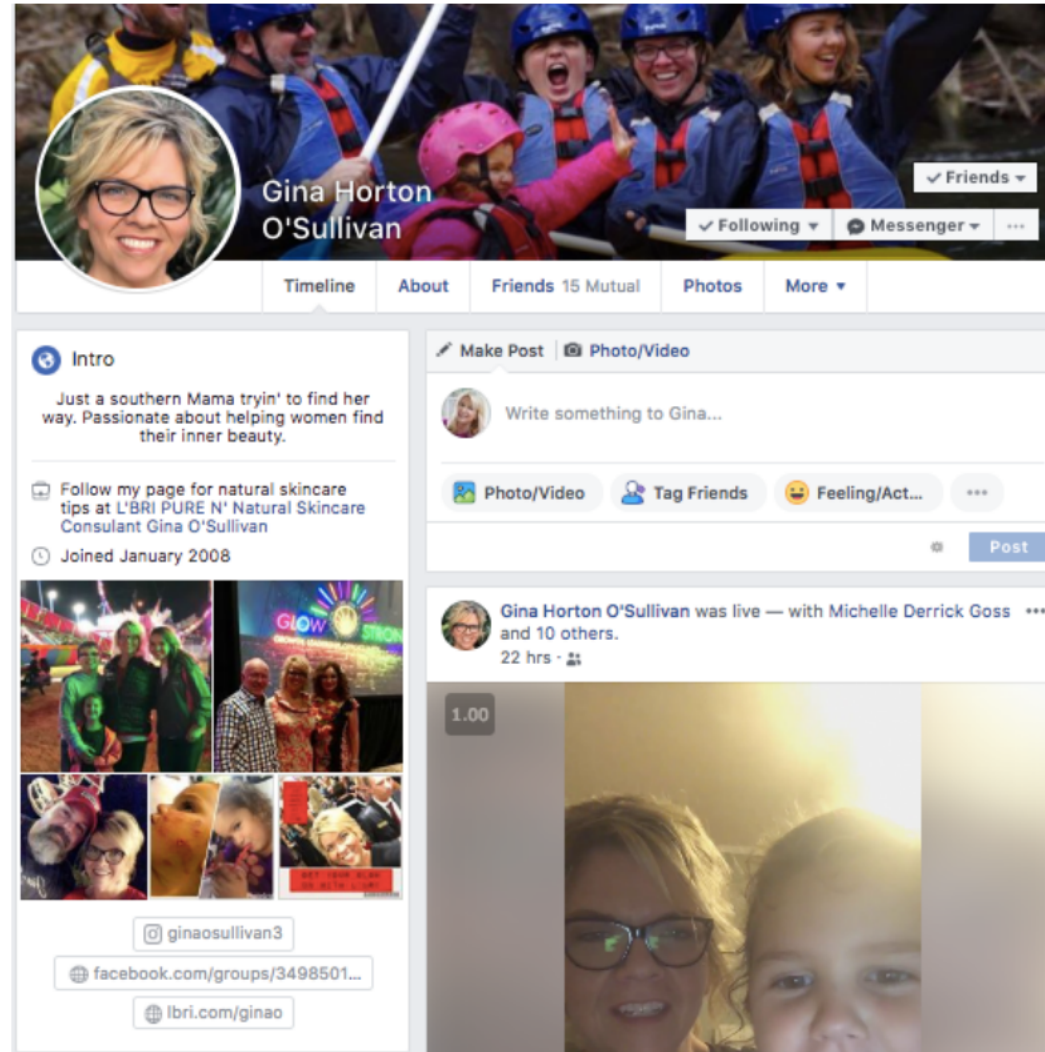 Gina Horton
O'Sullivan
Friends
Following
Messenger
Timeline
About
Friends 15 Mutual
Photos
More
Intro
Just a southern Mama tryin' to find her
way. Passionate about helping women find
their inner beauty.
Follow my page for natural skincare
tips at L'BRI PURE N' Natural Skincare
Consulant Gina O'Sullivan
Joined January 2008
GLOW
STRONG
ginaosullivan3
facebook.com/groups/3498501...
lbri.com/ginao
Make Post
Photo/Video
Write something to Gina...
Photo/Video
Tag Friends
Feeling/Act...
Post
Gina Horton O'Sullivan was live — with Michelle Derrick Goss
and 10 others.
22 hrs ·
1.00